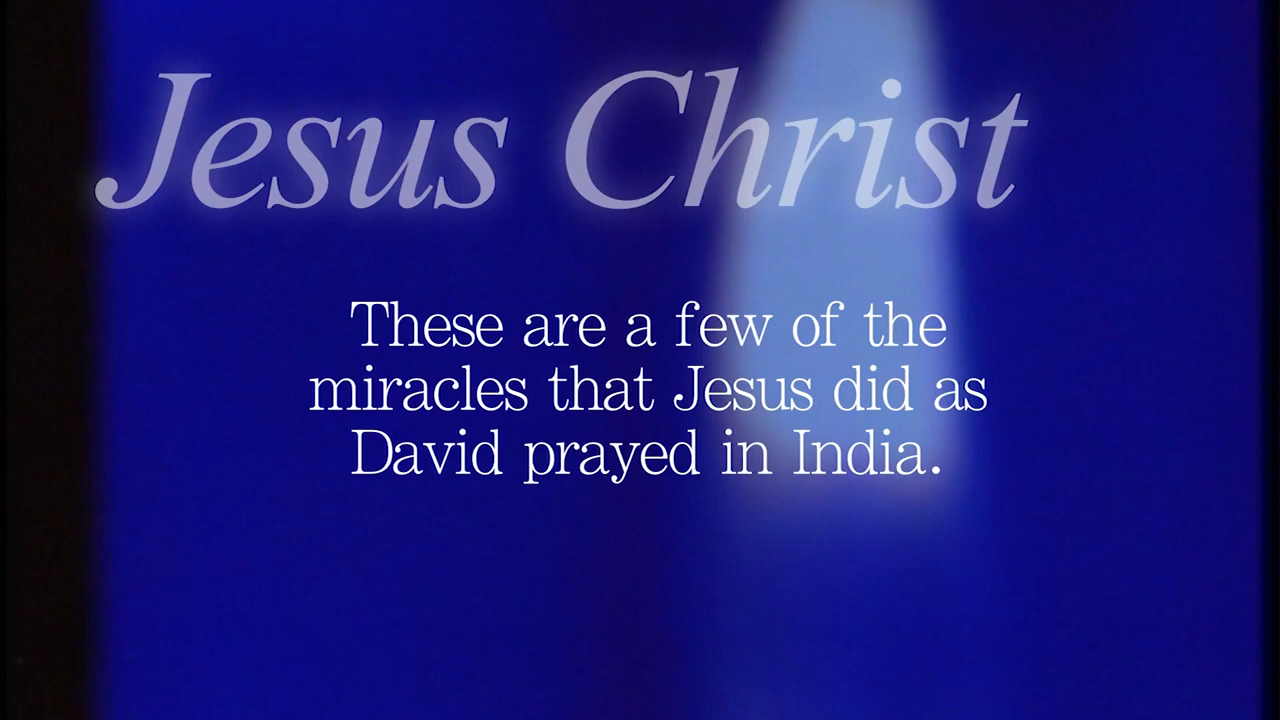 Jesus Christ
These are a few of the
miracles that Jesus did as
David prayed in India.